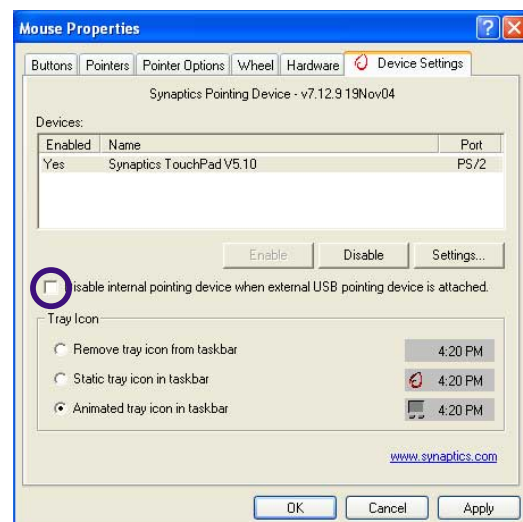 Mouse Properties
Buttons Pointers Pointer Options Wheel Hardware Device Settings
Synaptics Pointing Device - v7.12.9 19Nov04
Devices:
Enabled Name Port
Yes Synaptics TouchPad V5.10 PS/2
Enable Disable Settings...
Disable internal pointing device when external USB pointing device is attached.
Tray Icon
Remove tray icon from taskbar 4:20 PM
Static tray icon in taskbar 4:20 PM
Animated tray icon in taskbar 4:20 PM
www.synaptics.com
OK Cancel Apply